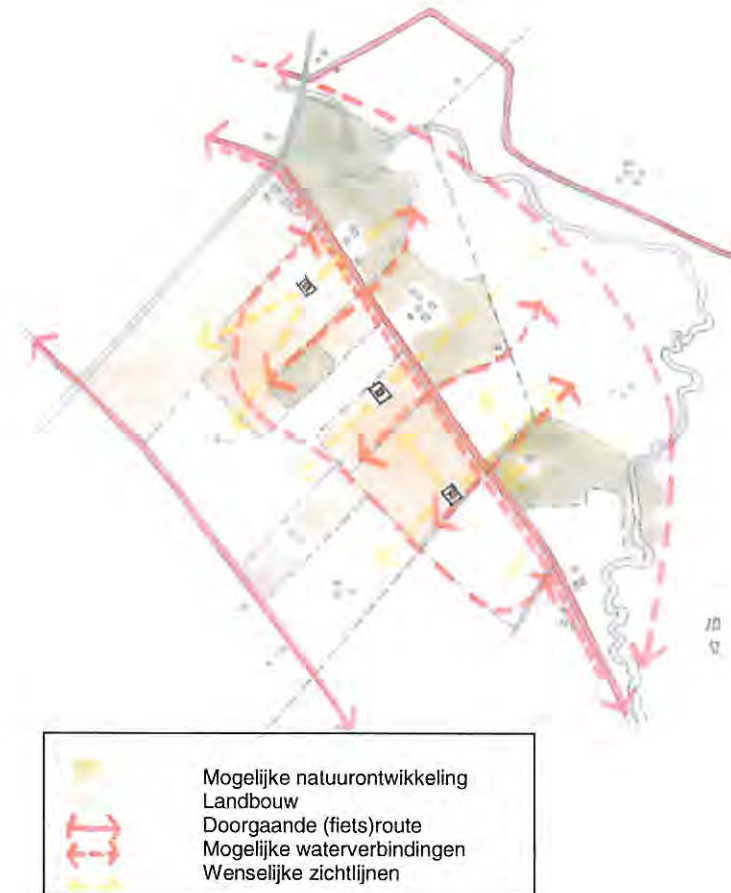 Mogelijke natuurontwikkeling
Landbouw
Doorgaande (fiets)route
Mogelijke waterverbindingen
Wenselijke zichtlijnen